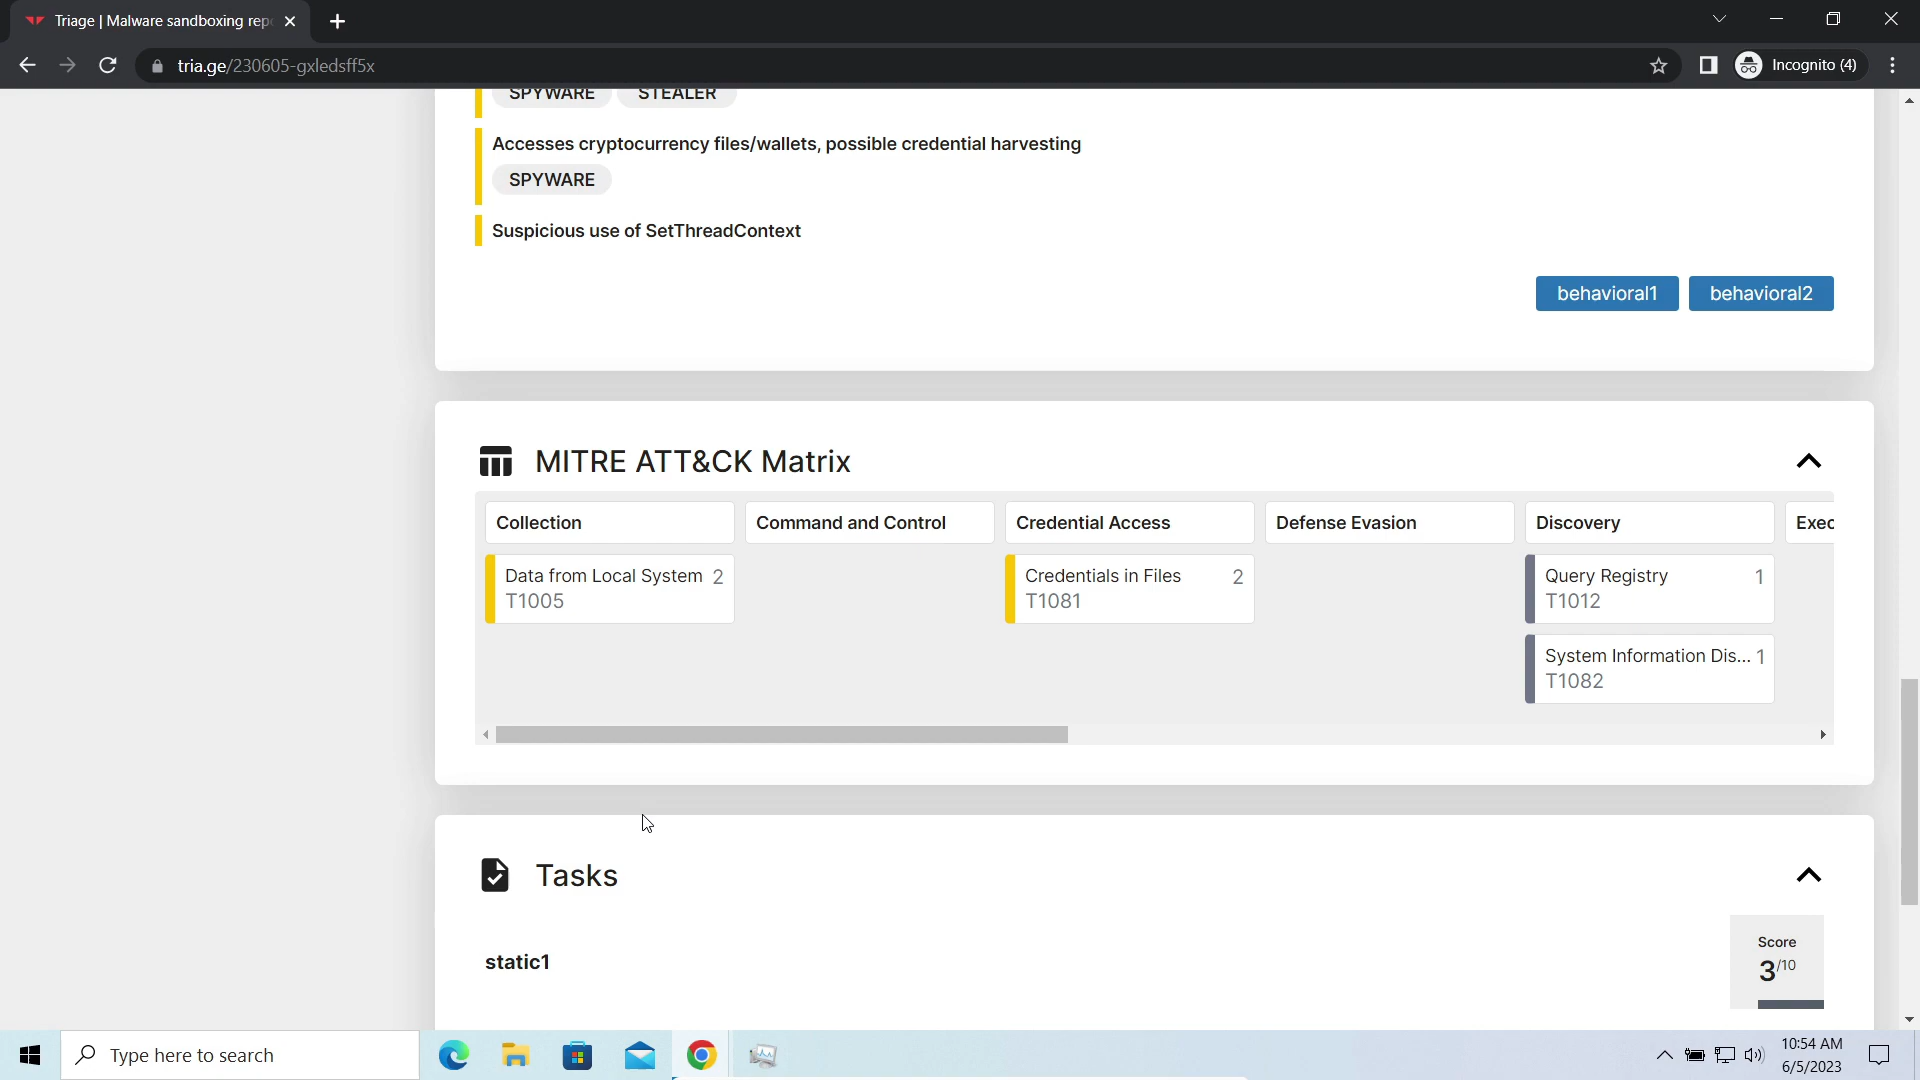 Triage | Malware sandboxing rep
tria.ge/230605-gxledsff5x
Incognito (4)
SPYWARE STEALER
Accesses cryptocurrency files/wallets, possible credential harvesting
SPYWARE
Suspicious use of SetThreadContext
behavioral1 behavioral2
MITRE ATT&CK Matrix
Collection Command and Control Credential Access Defense Evasion Discovery Exec
Data from Local System 2 Credentials in Files 2 Query Registry 1
T1005 T1081 T1012
System Information Dis... 1
T1082
Tasks
static1
Score
3/10
Type here to search
10:54 AM
6/5/2023